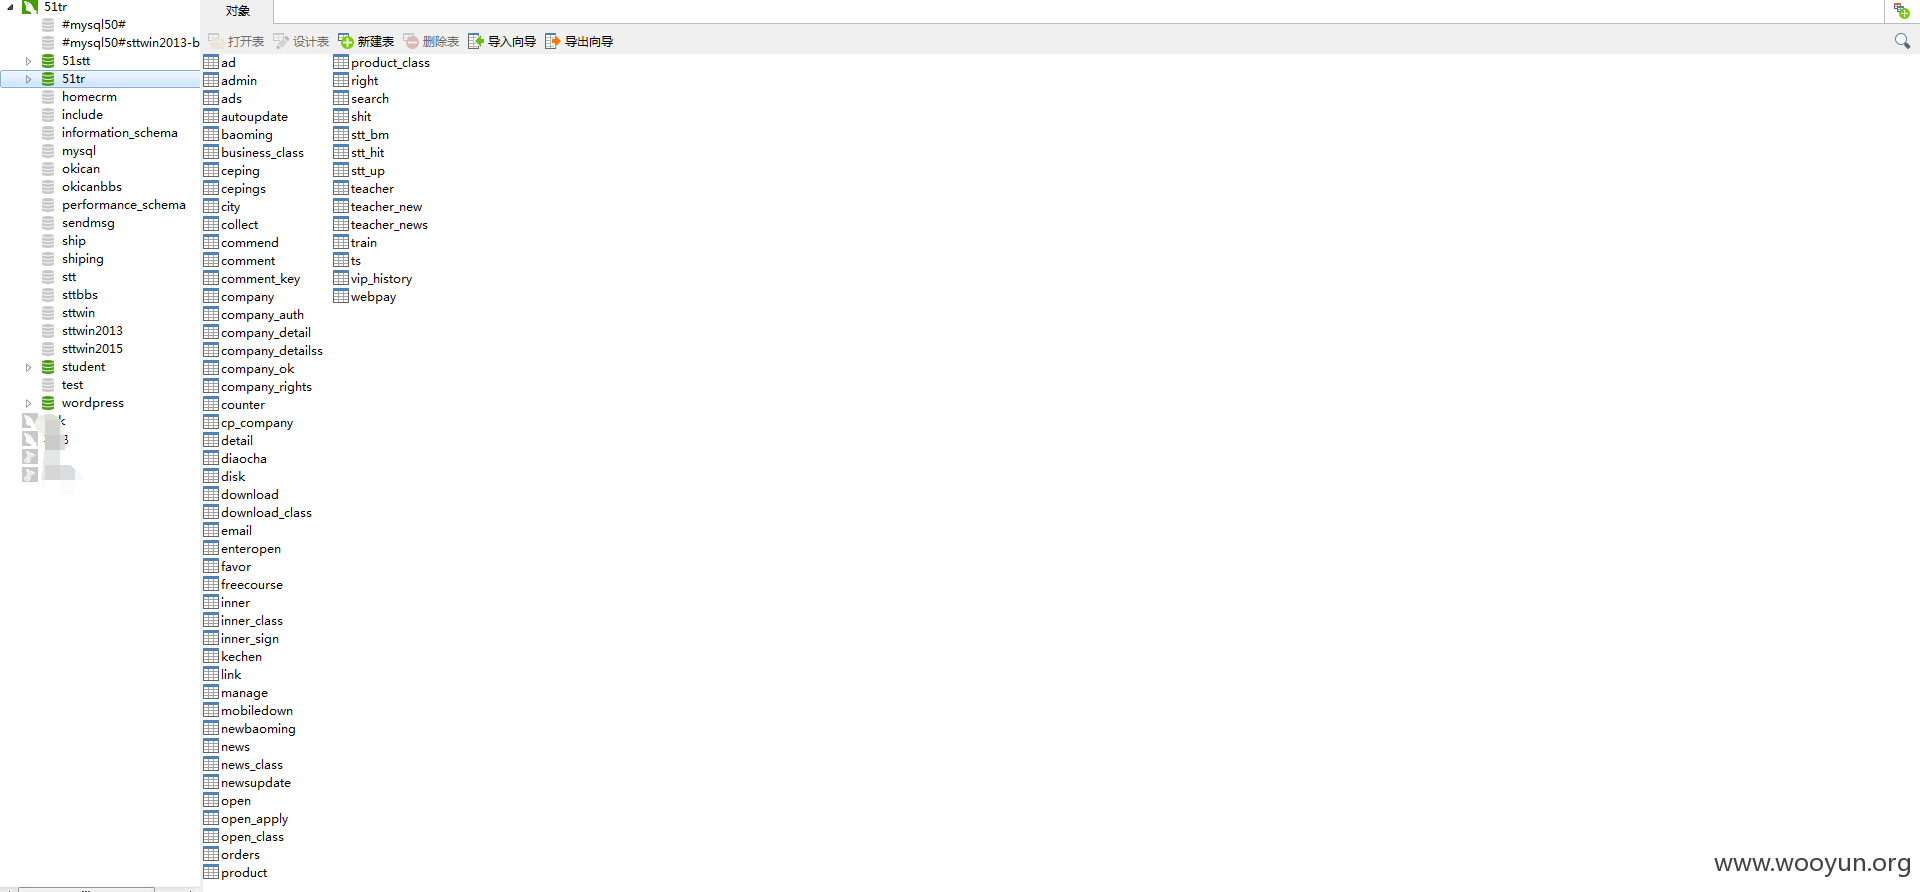 51tr
#mysql50#
#mysql50#sttwin2013-b
51stt
51tr
homecrm
include
information_schema
mysql
okican
okicanbbs
performance_schema
sendmsg
ship
shiping
stt
sttbbs
sttwin
sttwin2013
sttwin2015
student
test
wordpress
对象
打开表 设计表 新建表 删除表 导入向导 导出向导
ad
admin
ads
autoupdate
baoming
business_class
ceping
cepings
city
collect
commend
comment
comment_key
company
company_auth
company_detail
company_detailss
company_ok
company_rights
counter
cp_company
detail
diaocha
disk
download
download_class
email
enteropen
favor
freecourse
inner
inner_class
inner_sign
kechen
link
manage
mobiledown
newbaoming
news
news_class
newsupdate
open
open_apply
open_class
orders
product
product_class
right
search
shit
stt_bm
stt_hit
stt_up
teacher
teacher_new
teacher_news
train
ts
vip_history
webpay
www.wooyun.org